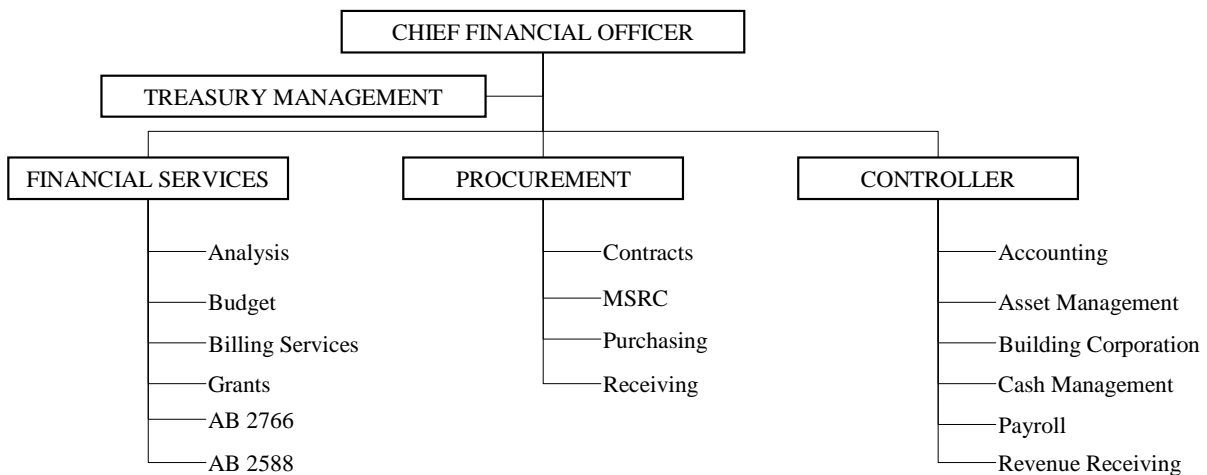 CHIEF FINANCIAL OFFICER
TREASURY MANAGEMENT
FINANCIAL SERVICES
Analysis
Budget
Billing Services
Grants
AB 2766
AB 2588
PROCUREMENT
Contracts
MSRC
Purchasing
Receiving
CONTROLLER
Accounting
Asset Management
Building Corporation
Cash Management
Payroll
Revenue Receiving